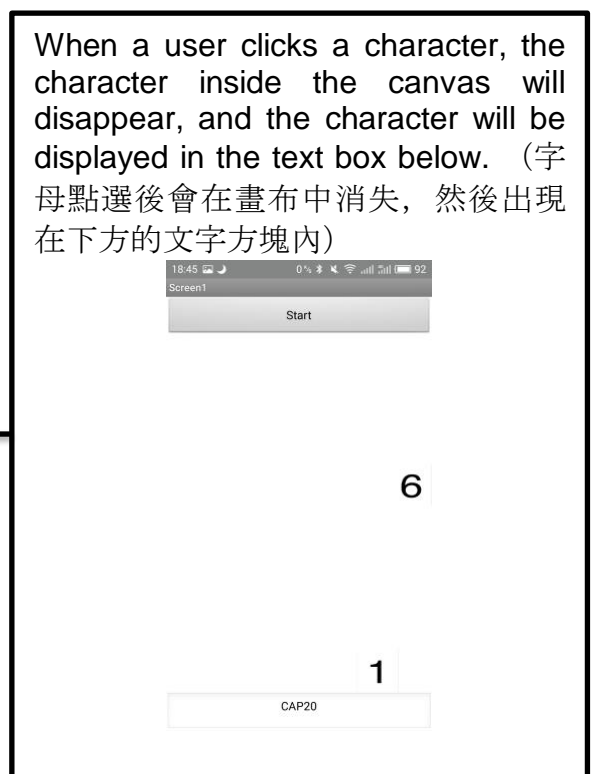 When a user clicks a character, the
character inside the canvas will
disappear, and the character will be
displayed in the text box below. （字
母點選後會在畫布中消失，然後出現
在下方的文字方塊內）
18:45 0% 92
Screen1
Start
6
1
CAP20